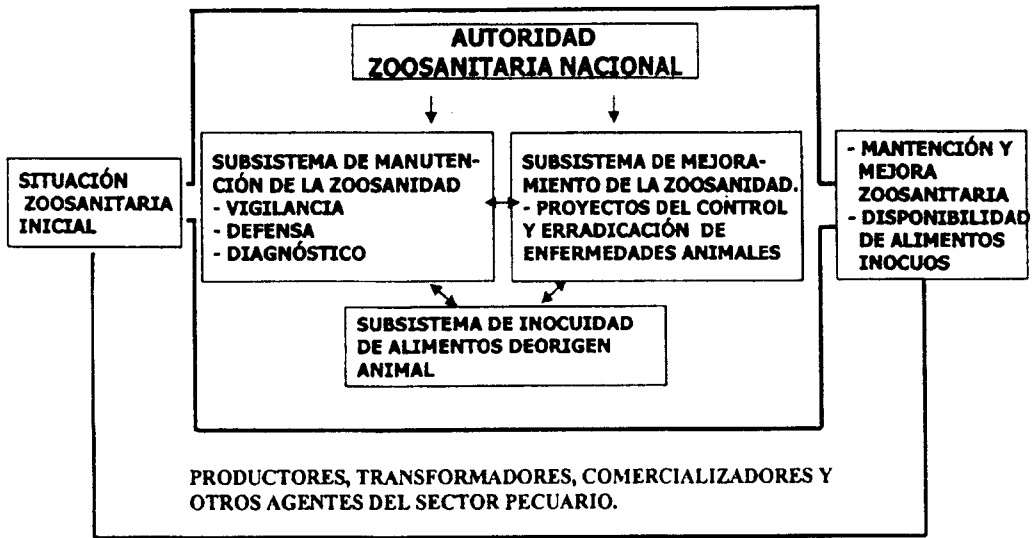 AUTORIDAD
ZOOSANITARIA NACIONAL
SITUACIÓN
ZOOSANITARIA
INICIAL
SUBSISTEMA DE MANUTEN-
CIÓN DE LA ZOOSANIDAD
- VIGILANCIA
- DEFENSA
- DIAGNÓSTICO
SUBSISTEMA DE MEJORA-
MIENTO DE LA ZOOSANIDAD.
- PROYECTOS DEL CONTROL
Y ERRADICACIÓN DE
ENFERMEDADES ANIMALES
- MANTENCIÓN Y
MEJORA
ZOOSANITARIA
- DISPONIBILIDAD
DE ALIMENTOS
INOCUOS
SUBSISTEMA DE INOCUIDAD
DE ALIMENTOS DEORIGEN
ANIMAL
PRODUCTORES, TRANSFORMADORES, COMERCIALIZADORES Y
OTROS AGENTES DEL SECTOR PECUARIO.